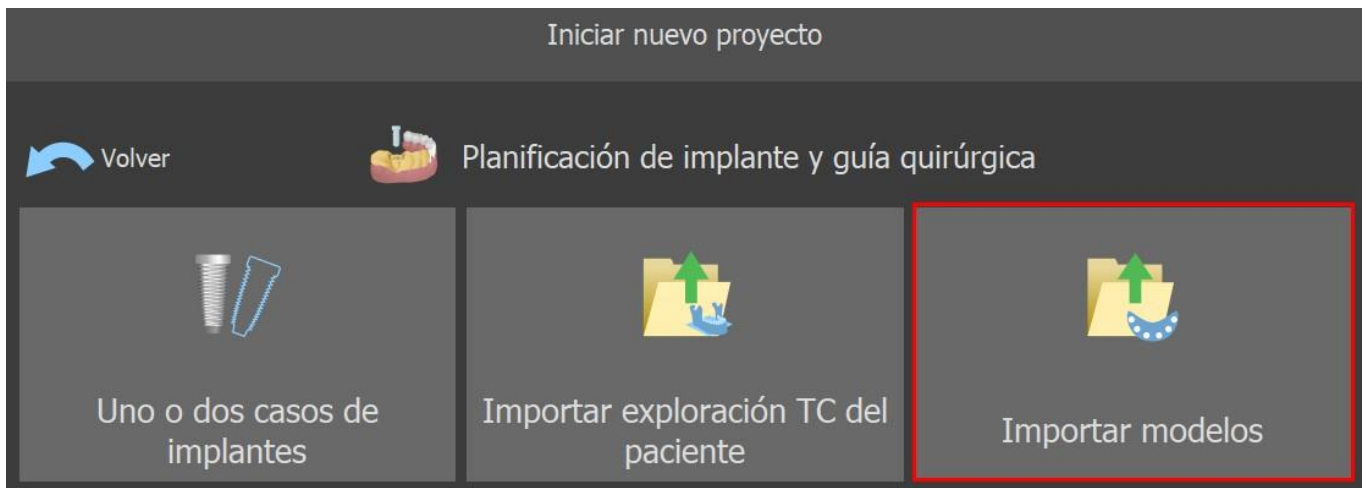 Iniciar nuevo proyecto
Volver
Planificación de implante y guía quirúrgica
Uno o dos casos de
implantes
Importar exploración TC del
paciente
Importar modelos